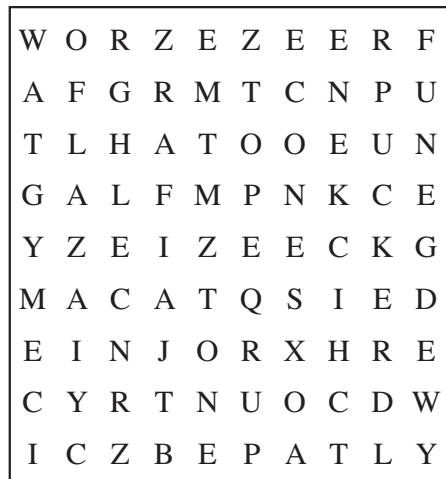 W O R Z E Z E E R F
A F G R M T C N P U
T L H A T O O E U N
G A L F M P N K C E
Y Z E I Z E E C K G
M A C A T Q S I E D
E I N J O R X H R E
C Y R T N U O C D W
I C Z B E P A T L Y